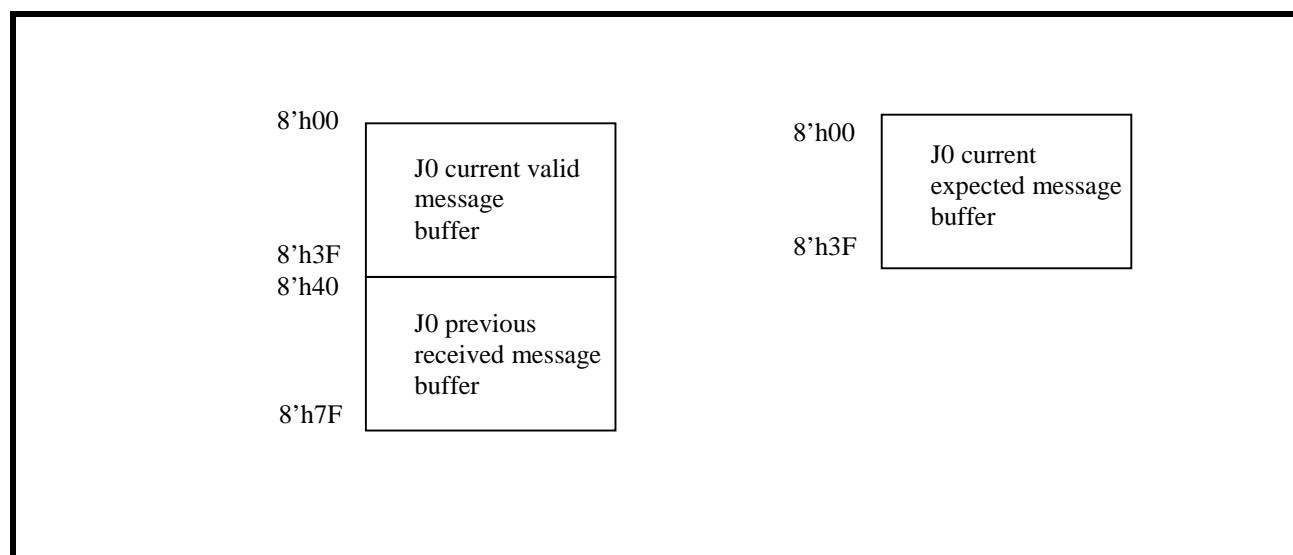 8’h00
J0 current valid
message
buffer
8’h3F
8’h40
J0 previous
received message
buffer
8’h7F
8’h00
J0 current
expected message
buffer
8’h3F